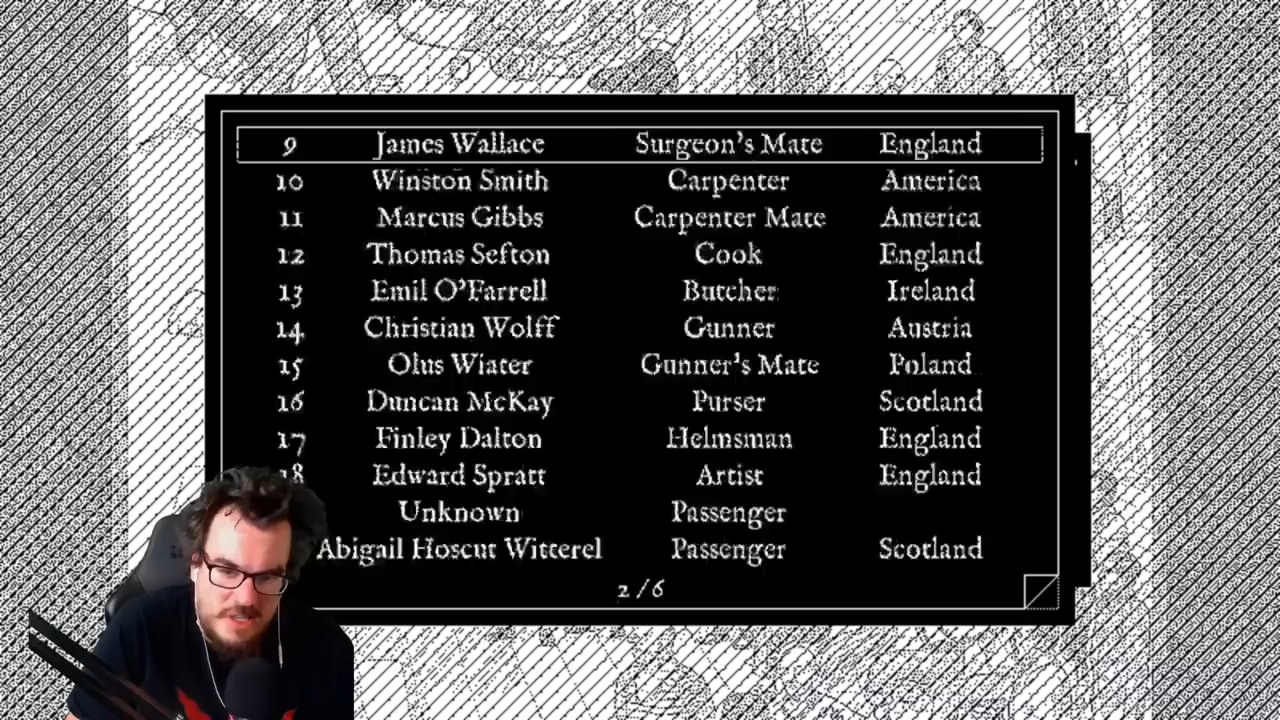 9 James Wallace Surgeon's Mate England
10 Winston Smith Carpenter America
11 Marcus Gibbs Carpenter Mate America
12 Thomas Sefton Cook England
13 Emil O'Farrell Butcher Ireland
14 Christian Wolff Gunner Austria
15 Olus Wiater Gunner's Mate Poland
16 Duncan McKay Purser Scotland
17 Finley Dalton Helmsman England
18 Edward Spratt Artist England
Unknown Passenger
Abigail Hoscut Witterel Passenger Scotland
2/6